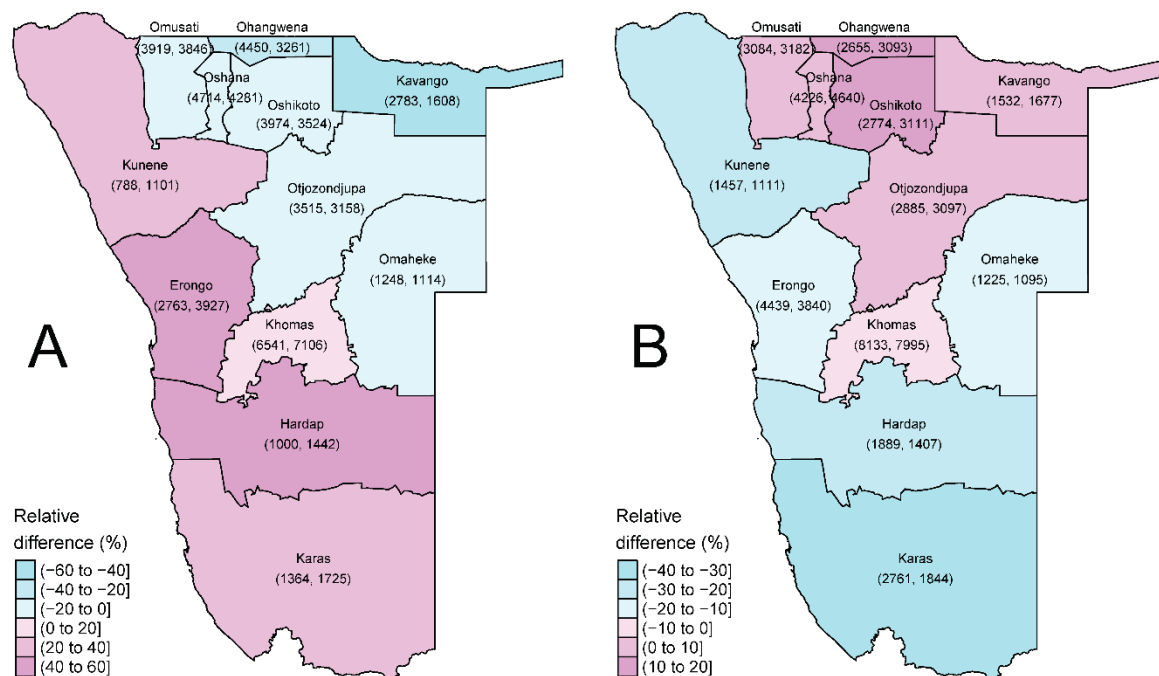 Omusati
(3919, 3846)
Ohangwena
(4450, 3261)
Oshana
(4714, 4281)
Oshikoto
(3974, 3524)
Kavango
(2783, 1608)
Kunene
(788, 1101)
Otjozondjupa
(3515, 3158)
Omaheke
(1248, 1114)
Erongo
(2763, 3927)
Khomas
(6541, 7106)
A
Hardap
(1000, 1442)
Karas
(1364, 1725)
Relative
difference (%)
(−60 to −40]
(−40 to −20]
(−20 to 0]
(0 to 20]
(20 to 40]
(40 to 60]
Omusati
(3084, 3182)
Ohangwena
(2655, 3093)
Oshana
(4226, 4640)
Oshikoto
(2774, 3111)
Kavango
(1532, 1677)
Kunene
(1457, 1111)
Otjozondjupa
(2885, 3097)
Omaheke
(1225, 1095)
Erongo
(4439, 3840)
Khomas
(8133, 7995)
B
Hardap
(1889, 1407)
Karas
(2761, 1844)
Relative
difference (%)
(−40 to −30]
(−30 to −20]
(−20 to −10]
(−10 to 0]
(0 to 10]
(10 to 20]